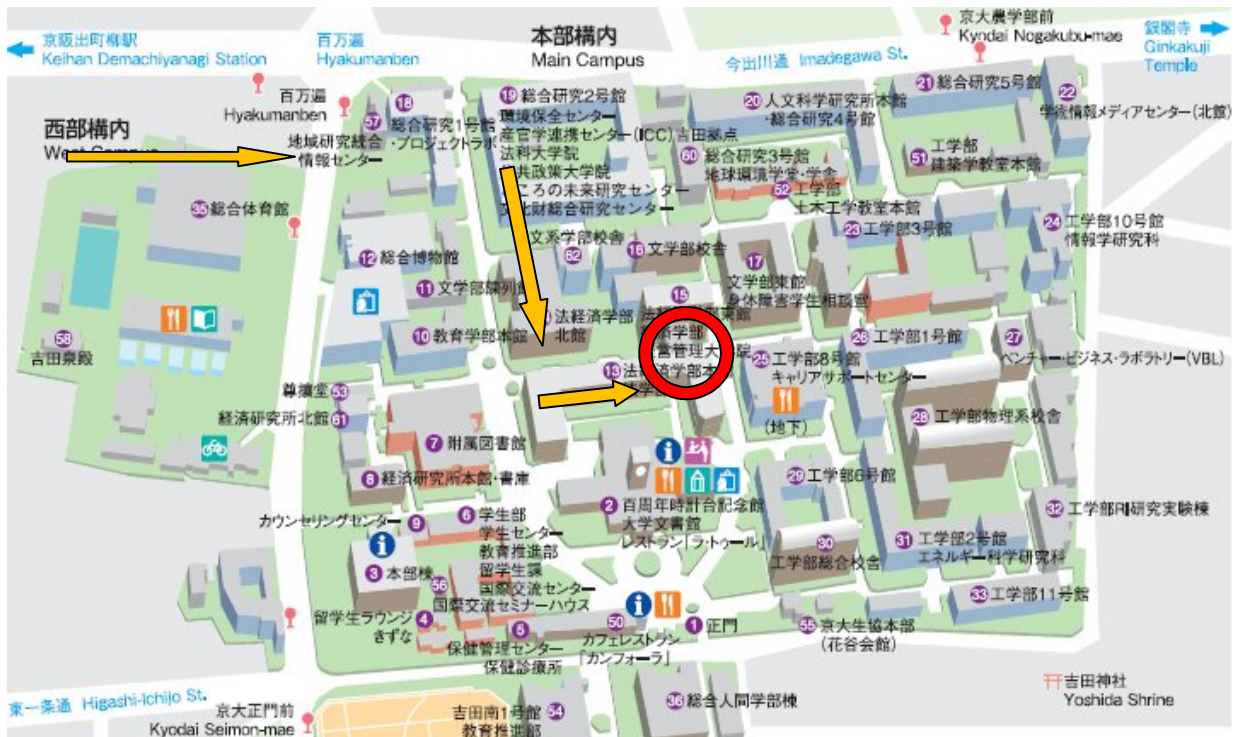 京阪出町柳駅
Keihan Demachiyanagi Station
百万遍
Hyakumanben
本部構内
Main Campus
今出川通 Imadegawa St.
京大農学部前
Kyodai Nogakubu-mae
銀閣寺
Ginkakuji
Temple
百万遍
Hyakumanben
西部構内
West Campus
18
57
総合研究1号館
・プロジェクトラボ
地域研究統合
情報センター
19 総合研究2号館
環境保全センター
産官学連携センター(ICC)吉田拠点
法科大学院
公共政策大学院
こころの未来研究センター
文化財総合研究センター
20 人文科学研究所本館
・総合研究4号館
21 総合研究5号館
22
学術情報メディアセンター(北館)
60 総合研究3号館
地球環境学堂・学舎
51 工学部
建築学教室本館
52 工学部
土木工学教室本館
23 工学部3号館
24 工学部10号館
情報学研究科
35 総合体育館
12 総合博物館
11 文学部陳列館
文系学部校舎
62
16 文学部校舎
17
文学部東館
身体障害学生相談室
15
法経済学部
北館
10 教育学部本館
13
26 工学部1号館
27
ベンチャー・ビジネス・ラボラトリー(VBL)
25 工学部8号館
キャリアサポートセンター
(地下)
58
吉田泉殿
尊攘堂 53
経済研究所北館 61
7 附属図書館
28 工学部物理系校舎
8 経済研究所本館・書庫
29 工学部6号館
2 百周年時計台記念館
大学文書館
レストラン「ラ・トゥール」
カウンセリングセンター
9
6 学生部
学生センター
教育推進部
留学生課
国際交流センター
56
国際交流セミナーハウス
3 本部棟
30
工学部総合校舎
31 工学部2号館
エネルギー科学研究科
32 工学部RI研究実験棟
33 工学部11号館
留学生ラウンジ
きずな
4
5
保健管理センター
保健診療所
50
カフェレストラン
「カンフォーラ」
1 正門
55 京大生協本部
(花谷会館)
東一条通 Higashi-Ichijo St.
京大正門前
Kyodai Seimon-mae
吉田南1号館
教育推進部
54
36 総合人間学部棟
吉田神社
Yoshida Shrine